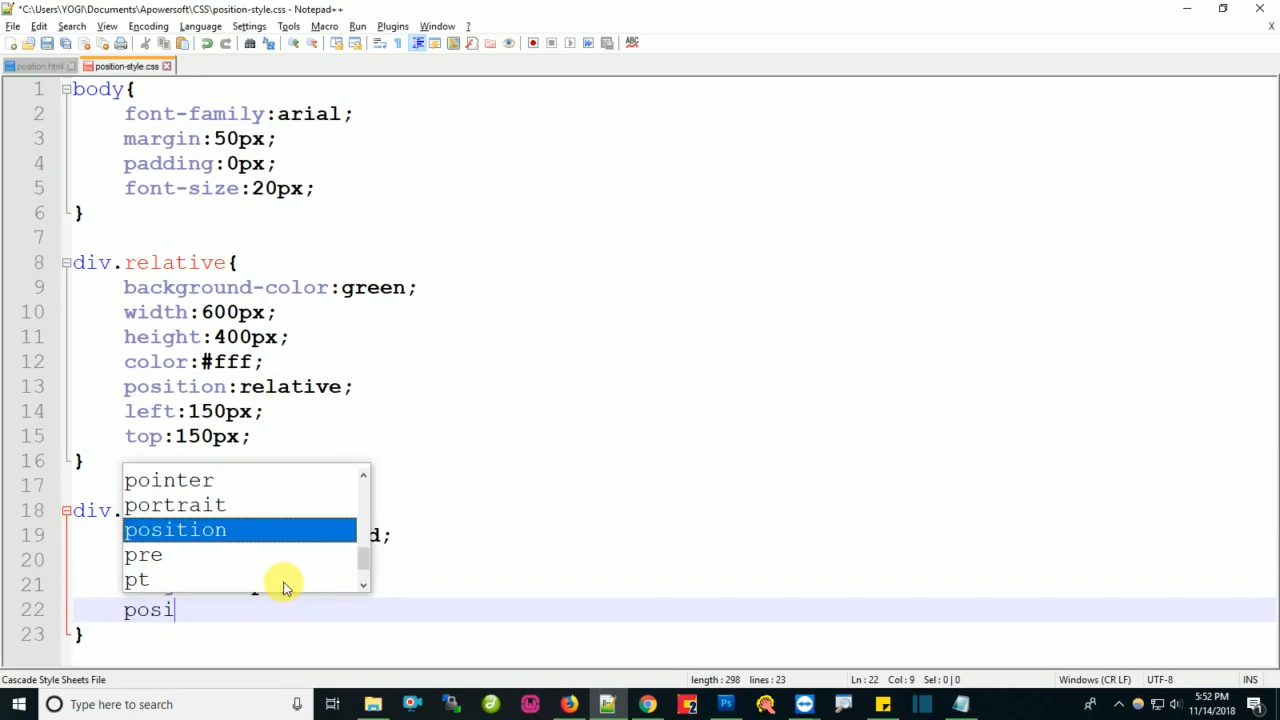 *C:\Users\YOGI\Documents\Apowersoft\CSS\position-style.css - Notepad++
File Edit Search View Encoding Language Settings Tools Macro Run Plugins Window ? X
position.html position-style.css
1 body{
2 font-family:arial;
3 margin:50px;
4 padding:0px;
5 font-size:20px;
6 }
7
8 div.relative{
9 background-color:green;
10 width:600px;
11 height:400px;
12 color:#fff;
13 position:relative;
14 left:150px;
15 top:150px;
16 }
pointer
17
portrait
18 div.
position
19 d;
pre
20
pt
21
22 posi
23 }
Cascade Style Sheets File length : 298 lines : 23 Ln : 22 Col : 9 Sel : 0 | 0 Windows (CR LF) UTF-8 INS
Type here to search
5:52 PM
11/14/2018